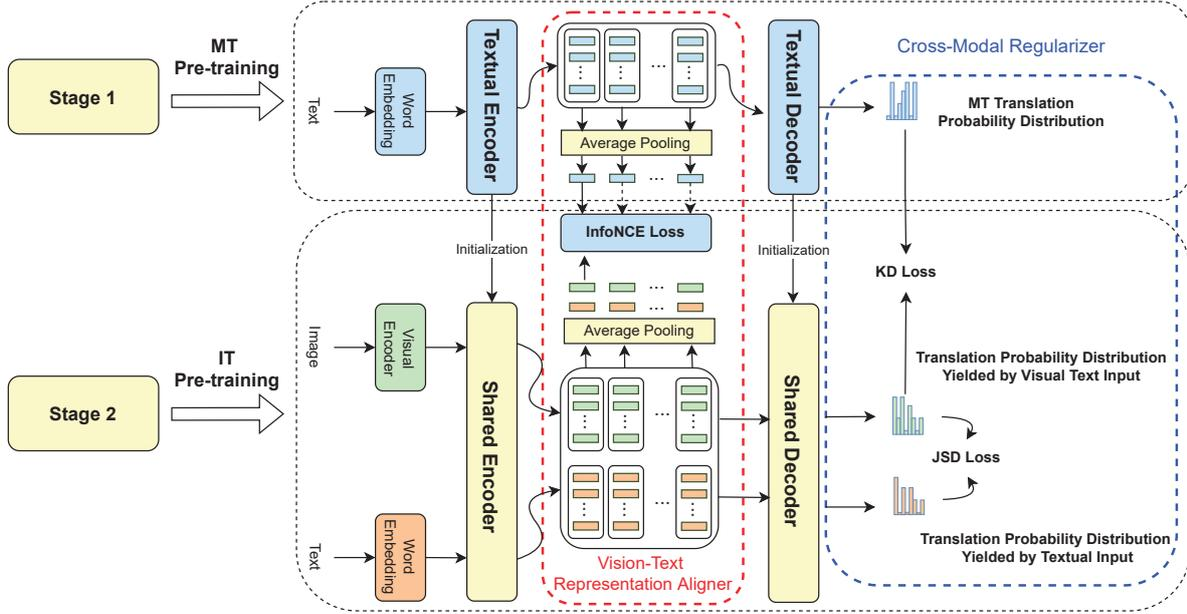 Stage 1
MT
Pre-training
Text
Word
Embedding
Textual Encoder
...
Average Pooling
...
InfoNCE Loss
Textual Decoder
Cross-Modal Regularizer
MT Translation
Probability Distribution
Initialization
Initialization
KD Loss
Stage 2
IT
Pre-training
Image
Visual
Encoder
Text
Word
Embedding
Shared Encoder
...
...
Average Pooling
...
...
Vision-Text
Representation Aligner
Shared Decoder
Translation Probability Distribution
Yielded by Visual Text Input
JSD Loss
Translation Probability Distribution
Yielded by Textual Input